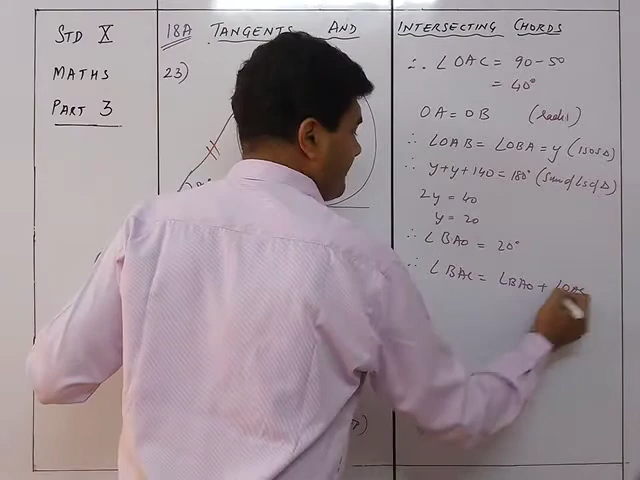 STD X
MATHS
PART 3
18A TANGENTS AND
23)
INTERSECTING CHORDS
∴ ∠OAC = 90 - 50
= 40°
OA = OB (radii)
∴ ∠OAB = ∠OBA = y (isos Δ)
∴ y + y + 140 = 180° (Sum of ∠s of Δ)
2y = 40
y = 20
∴ ∠BAO = 20°
∴ ∠BAC = ∠BAO + ∠OAC